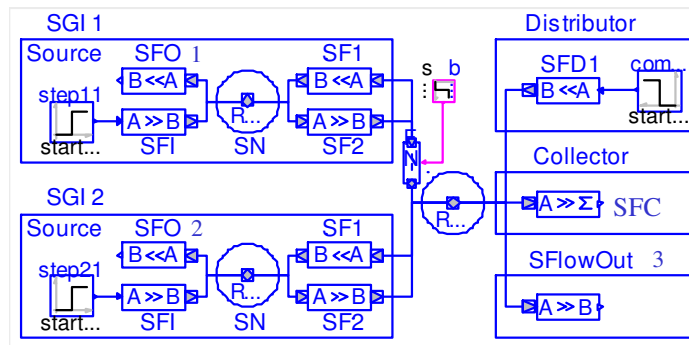 SGI 1
Source
SFO 1
SF1
B<<A
B<<A
step11
A>>B
A>>B
start...
SFI
R...
SN
SF2
s b
N
Distributor
SFD1
com...
B<<A
start...
Collector
A>>Σ
SFC
R...
SFlowOut 3
A>>B
SGI 2
Source
SFO 2
SF1
B<<A
B<<A
step21
A>>B
A>>B
start...
SFI
R...
SN
SF2